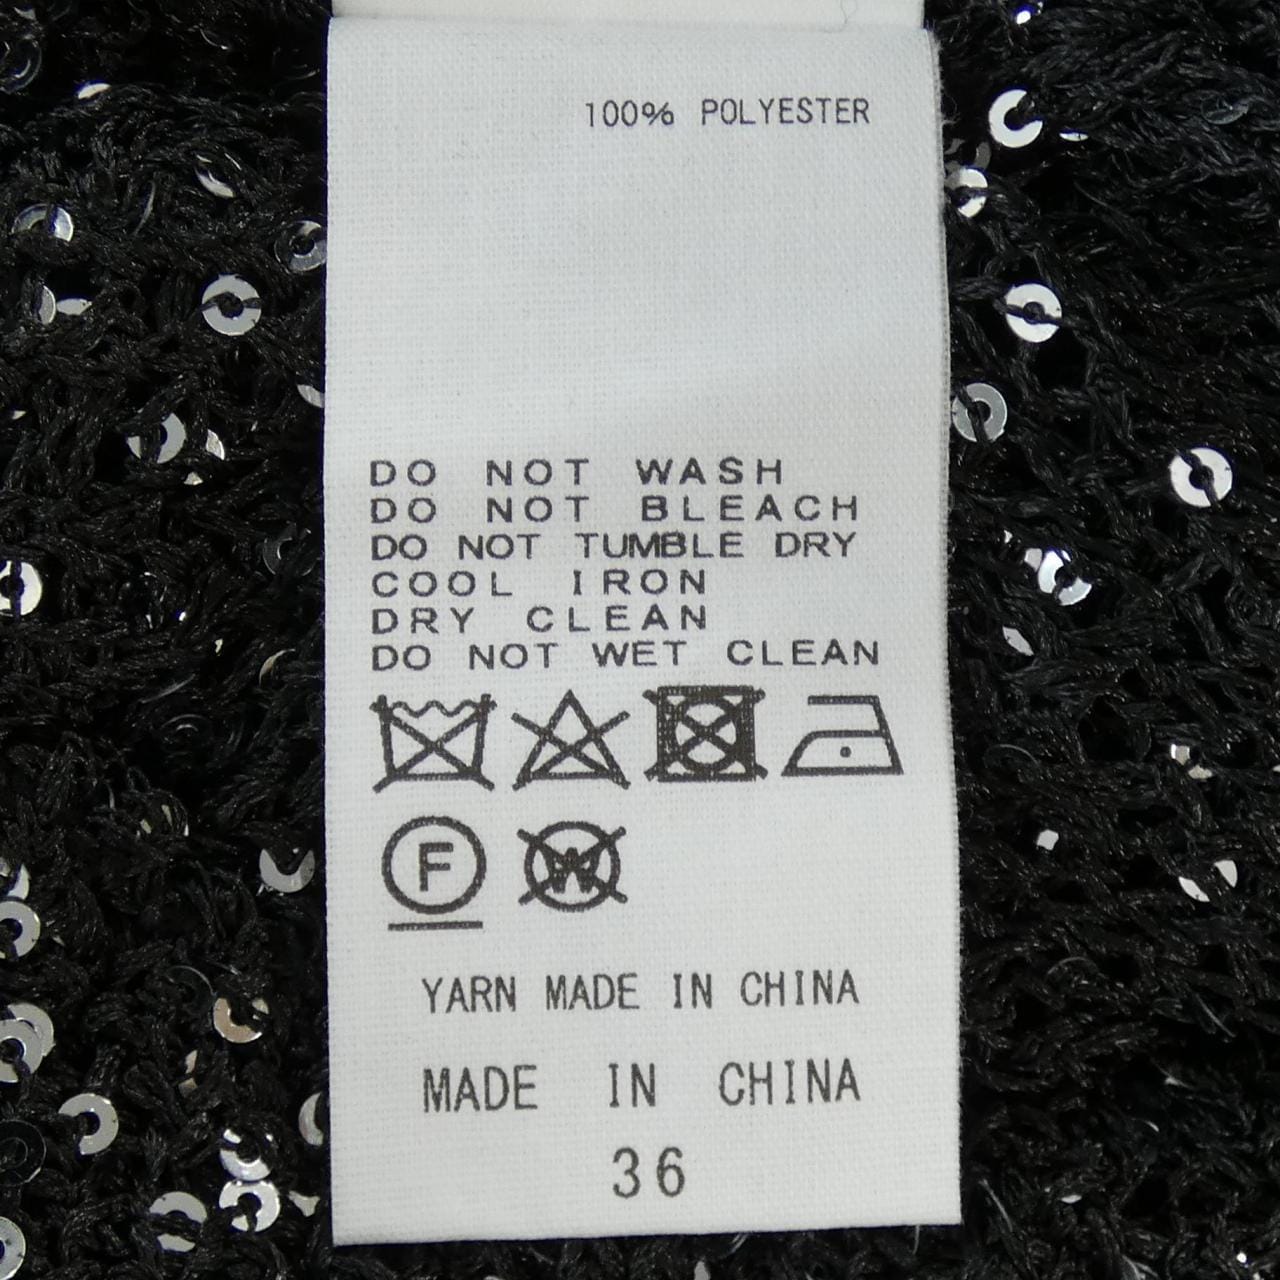 100% POLYESTER
DO NOT WASH
DO NOT BLEACH
DO NOT TUMBLE DRY
COOL IRON
DRY CLEAN
DO NOT WET CLEAN
F W
YARN MADE IN CHINA
MADE IN CHINA
36